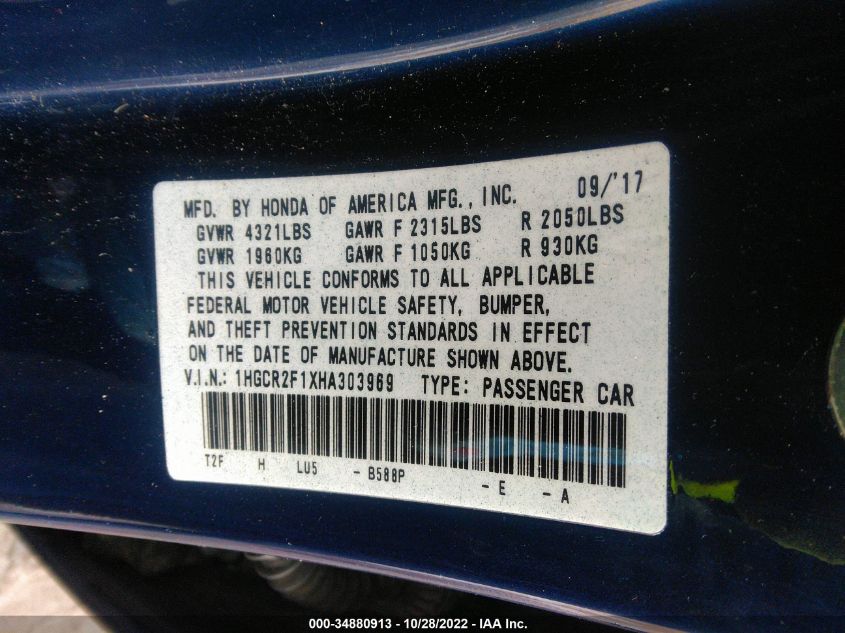 MFD. BY HONDA OF AMERICA MFG., INC. 09/'17
GVWR 4321LBS GAWR F 2315LBS R 2050LBS
GVWR 1960KG GAWR F 1050KG R 930KG
THIS VEHICLE CONFORMS TO ALL APPLICABLE
FEDERAL MOTOR VEHICLE SAFETY, BUMPER,
AND THEFT PREVENTION STANDARDS IN EFFECT
ON THE DATE OF MANUFACTURE SHOWN ABOVE.
V.I.N.: 1HGCR2F1XHA303969 TYPE: PASSENGER CAR
T2F H LU5 - B588P - E - A
000-34880913 - 10/28/2022 - IAA Inc.